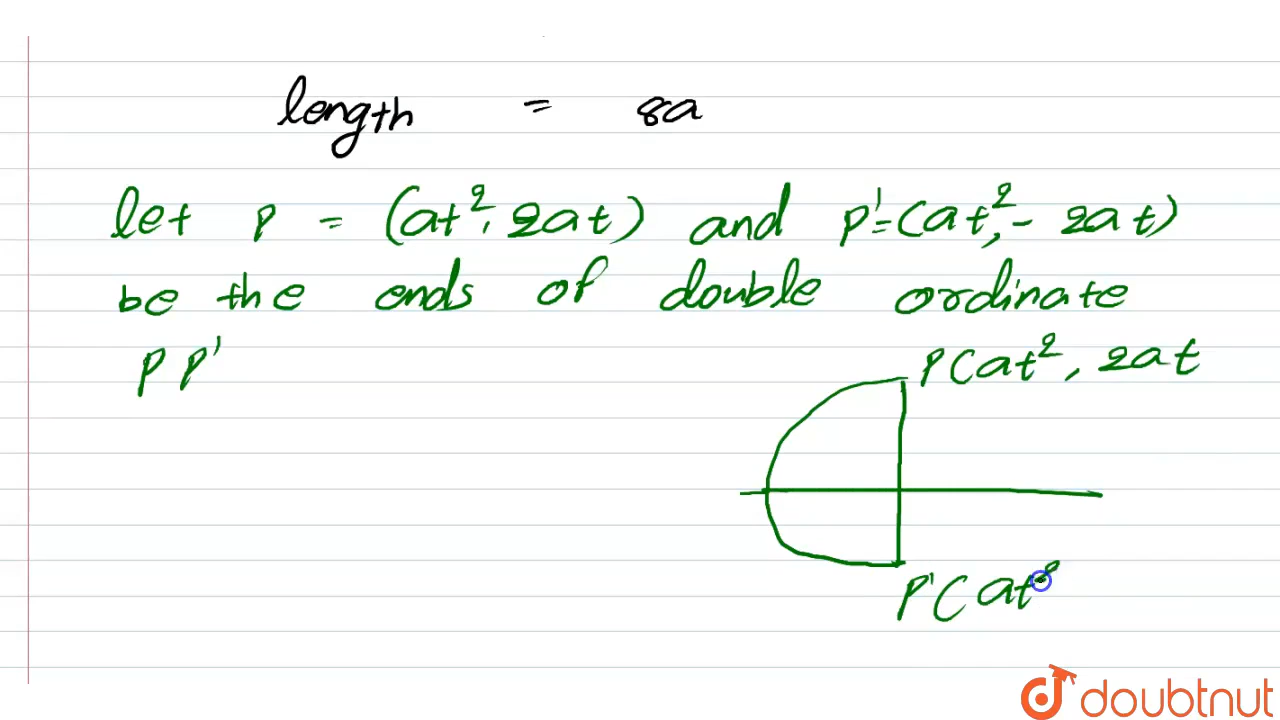 length = 8a
let P = (at², 2at) and P'=(at², - 2at)
be the ends of double ordinate
PP'
P(at², 2at
P'(at²
doubtnut